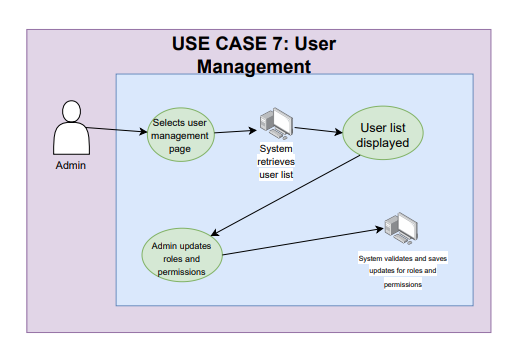 USE CASE 7: User
Management
Selects user
management
page
System
retrieves
user list
User list
displayed
Admin
Admin updates
roles and
permissions
System validates and saves
updates for roles and
permissions